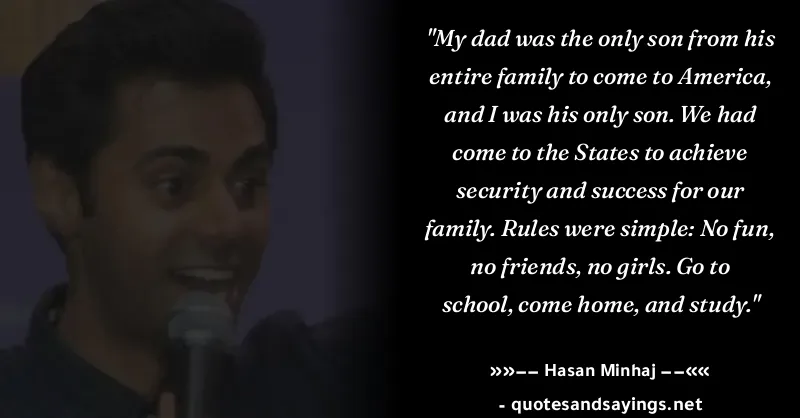 "My dad was the only son from his
entire family to come to America,
and I was his only son. We had
come to the States to achieve
security and success for our
family. Rules were simple: No fun,
no friends, no girls. Go to
school, come home, and study."
»»−− Hasan Minhaj −−««
- quotesandsayings.net